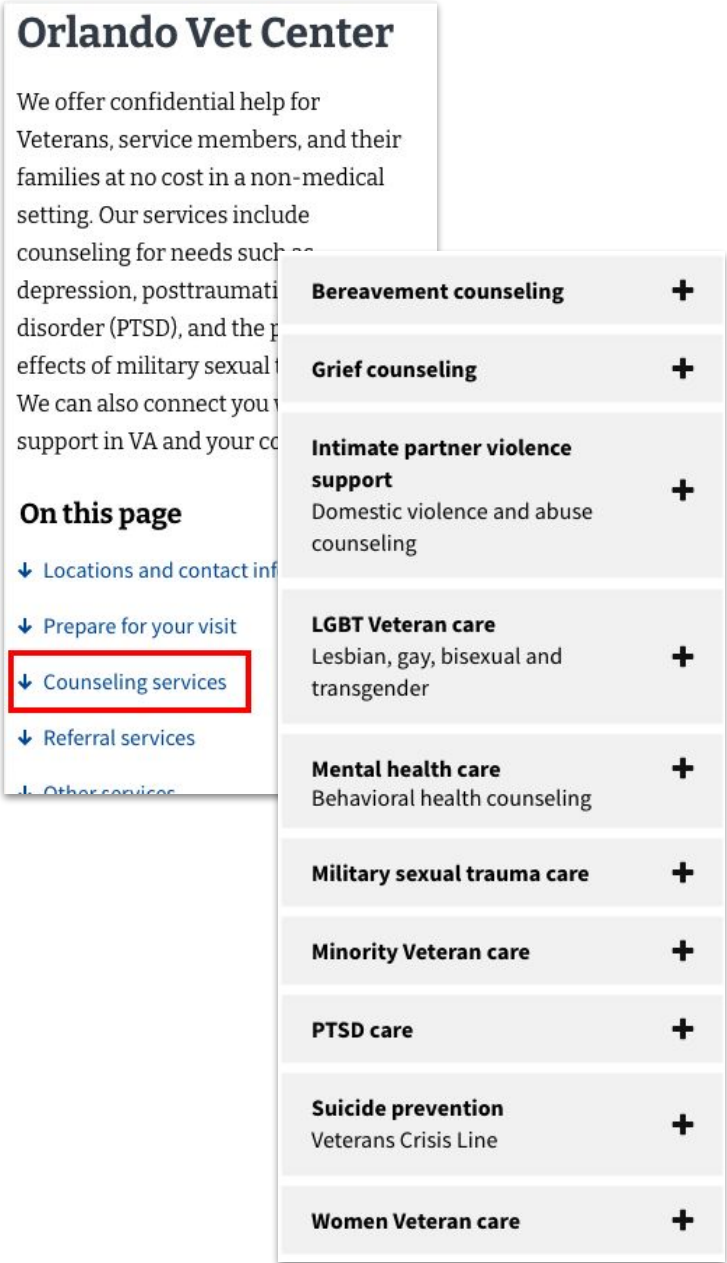 Orlando Vet Center
We offer confidential help for
Veterans, service members, and their
families at no cost in a non-medical
setting. Our services include
counseling for needs such as
depression, posttraumati
disorder (PTSD), and the p
effects of military sexual
We can also connect you
support in VA and your co
On this page
Locations and contact inf
Prepare for your visit
Counseling services
Referral services
Other services
Bereavement counseling
Grief counseling
Intimate partner violence
support
Domestic violence and abuse
counseling
LGBT Veteran care
Lesbian, gay, bisexual and
transgender
Mental health care
Behavioral health counseling
Military sexual trauma care
Minority Veteran care
PTSD care
Suicide prevention
Veterans Crisis Line
Women Veteran care